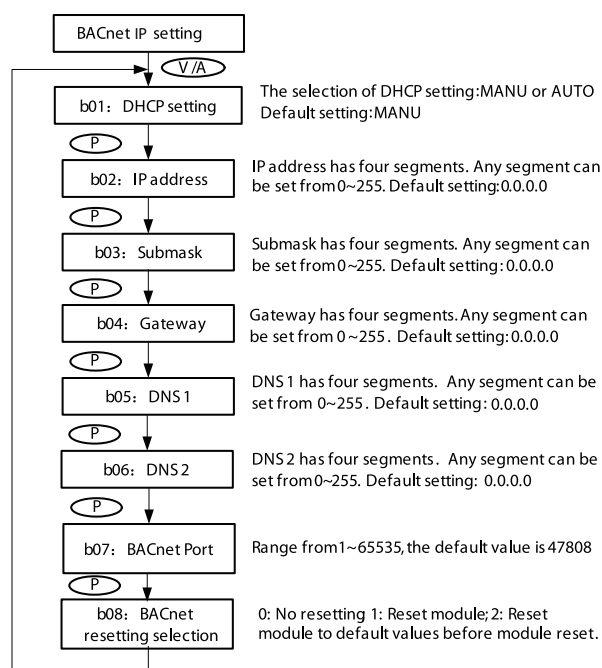 BACnet IP setting
V/A
b01: DHCP setting
The selection of DHCP setting:MANU or AUTO
Default setting:MANU
P
b02: IP address
IP address has four segments. Any segment can
be set from 0~255. Default setting:0.0.0.0
P
b03: Submask
Submask has four segments. Any segment can
be set from 0~255. Default setting: 0.0.0.0
P
b04: Gateway
Gateway has four segments. Any segment can
be set from 0~255. Default setting: 0.0.0.0
P
b05: DNS 1
DNS 1 has four segments. Any segment can be
set from 0~255. Default setting: 0.0.0.0
P
b06: DNS 2
DNS 2 has four segments. Any segment can be
set from 0~255. Default setting: 0.0.0.0
P
b07: BACnet Port
Range from 1~65535, the default value is 47808
P
b08: BACnet
resetting selection
0: No resetting 1: Reset module; 2: Reset
module to default values before module reset.